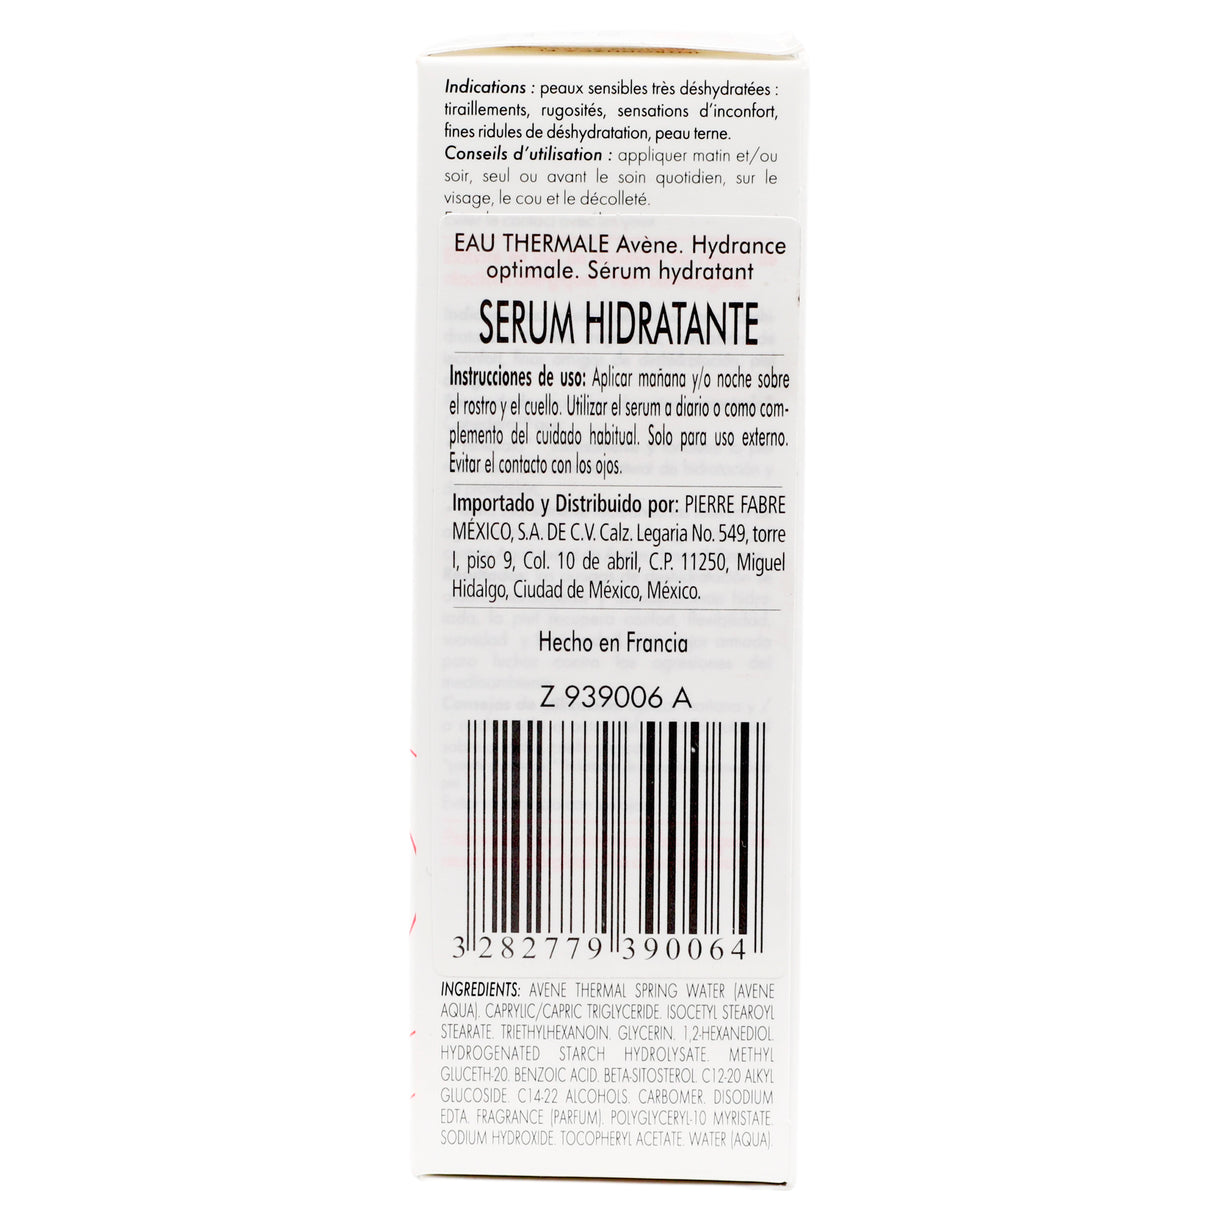 Indications : peaux sensibles très déshydratées :
tiraillements, rugosités, sensations d'inconfort,
fines ridules de déshydratation, peau terne.
Conseils d'utilisation : appliquer matin et/ou
soir, seul ou avant le soin quotidien, sur le
visage, le cou et le décolleté.
EAU THERMALE Avène. Hydrance
optimale. Sérum hydratant
SERUM HIDRATANTE
Instrucciones de uso: Aplicar mañana y/o noche sobre
el rostro y el cuello. Utilizar el serum a diario o como com-
plemento del cuidado habitual. Solo para uso externo.
Evitar el contacto con los ojos.
Importado y Distribuido por: PIERRE FABRE
MÉXICO, S.A. DE C.V. Calz. Legaria No. 549, torre
I, piso 9, Col. 10 de abril, C.P. 11250, Miguel
Hidalgo, Ciudad de México, México.
Hecho en Francia
Z 939006 A
3 282779 390064
INGREDIENTS: AVENE THERMAL SPRING WATER (AVENE
AQUA). CAPRYLIC/CAPRIC TRIGLYCERIDE. ISOCETYL STEAROYL
STEARATE. TRIETHYLHEXANOIN. GLYCERIN. 1,2-HEXANEDIOL.
HYDROGENATED STARCH HYDROLYSATE. METHYL
GLUCETH-20. BENZOIC ACID. BETA-SITOSTEROL. C12-20 ALKYL
GLUCOSIDE. C14-22 ALCOHOLS. CARBOMER. DISODIUM
EDTA. FRAGRANCE (PARFUM). POLYGLYCERYL-10 MYRISTATE.
SODIUM HYDROXIDE. TOCOPHERYL ACETATE. WATER (AQUA).